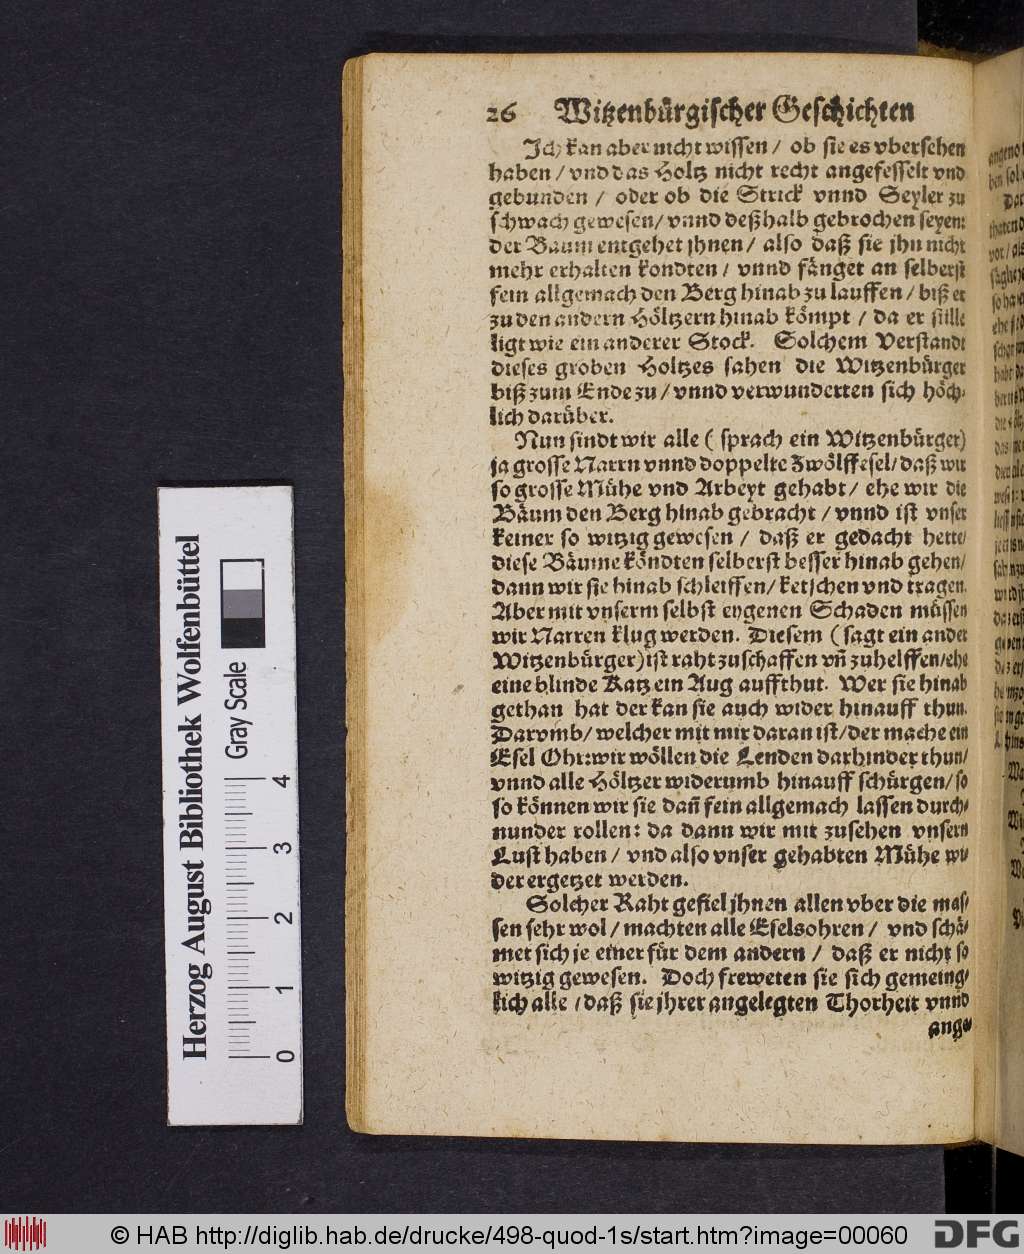 26 Witzenbürgischer Geschichten
Ich kan aber nicht wissen / ob sie es vbersehen
haben / vnd das Holtz nicht recht angefesselt vnd
gebunden / oder ob die Strick vnnd Seyler zu
schwach gewesen / vnnd deßhalb gebrochen seyen:
der Baum entgehet jhnen / also daß sie jhn nicht
mehr erhalten kondten / vnnd fånget an selberst
fein allgemach den Berg hinab zu lauffen / biß er
zu den andern Hôltzern hinab kômpt / da er stille
ligt wie ein anderer Stock. Solchem Verstandt
dieses groben Holtzes sahen die Witzenbürger
biß zum Ende zu / vnnd verwunderten sich hôch-
lich darüber.
Nun sindt wir alle ( sprach ein Witzenbürger)
ja grosse Narrn vnnd doppelte Zwôlffesel / daß wir
so grosse Mühe vnd Arbeyt gehabt / ehe wir die
Bäum den Berg hinab gebracht / vnnd ist vnser
keiner so witzig gewesen / daß er gedacht hette /
diese Bäume kôndten selberst besser hinab gehen /
dann wir sie hinab schleiffen / ketschen vnd tragen.
Aber mit vnserm selbst eygenen Schaden müssen
wir Narren klug werden. Diesem ( sagt ein ander
Witzenbürger) ist raht zuschaffen vn̄ zuhelffen / ehe
eine blinde Katz ein Aug auffthut. Wer sie hinab
gethan hat der kan sie auch wider hinauff thun.
Darvmb / welcher mit mir daran ist / der mache ein
Esel Ohr: wir wôllen die Lenden darhinder thun /
vnnd alle Hôltzer widerumb hinauff schürgen / so
so kônnen wir sie dan̄ fein allgemach lassen durch-
nunder rollen: da dann wir mit zusehen vnsern
Lust haben / vnd also vnser gehabten Mühe wi-
der ergetzet werden.
Solcher Raht gefiel jhnen allen vber die mas-
sen sehr wol / machten alle Eselsohren / vnd schå-
met sich je einer für dem andern / daß er nicht so
witzig gewesen. Doch freweten sie sich gemeing-
lich alle / daß sie jhrer angelegten Thorheit vnnd
ange-
Herzog August Bibliothek Wolfenbüttel
Gray Scale
0 1 2 3 4
© HAB http://diglib.hab.de/drucke/498-quod-1s/start.htm?image=00060
DFG